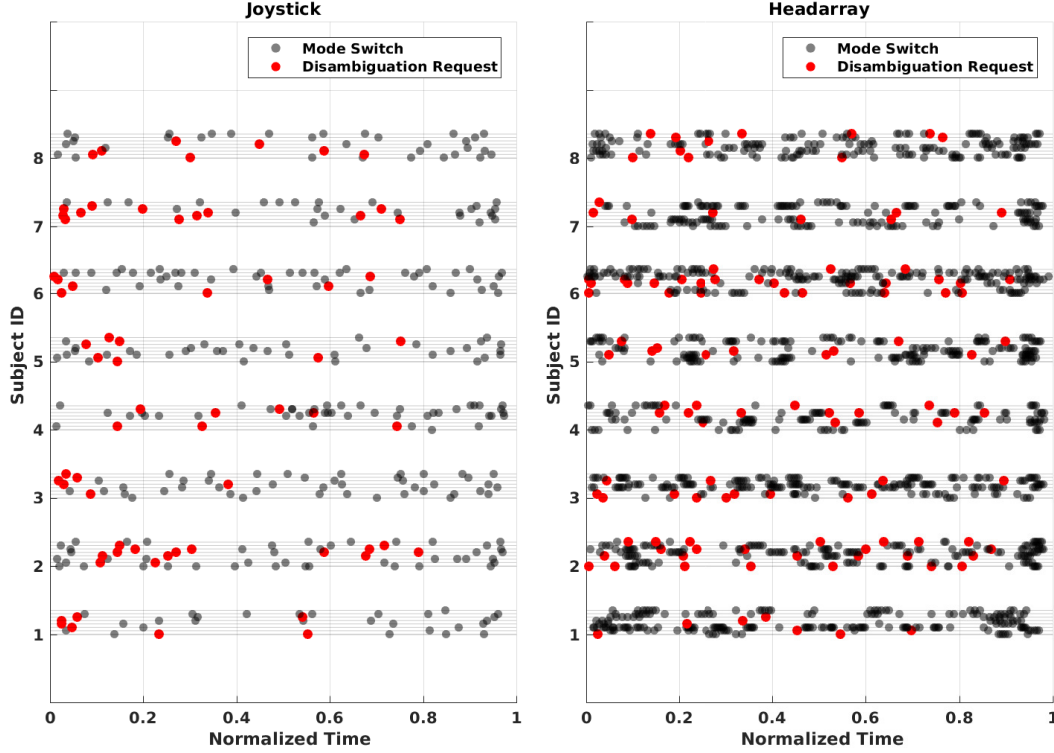 Joystick
Mode Switch
Disambiguation Request
Subject ID
8
7
6
5
4
3
2
1
0 0.2 0.4 0.6 0.8 1
Normalized Time
Headarray
Mode Switch
Disambiguation Request
Subject ID
8
7
6
5
4
3
2
1
0 0.2 0.4 0.6 0.8 1
Normalized Time